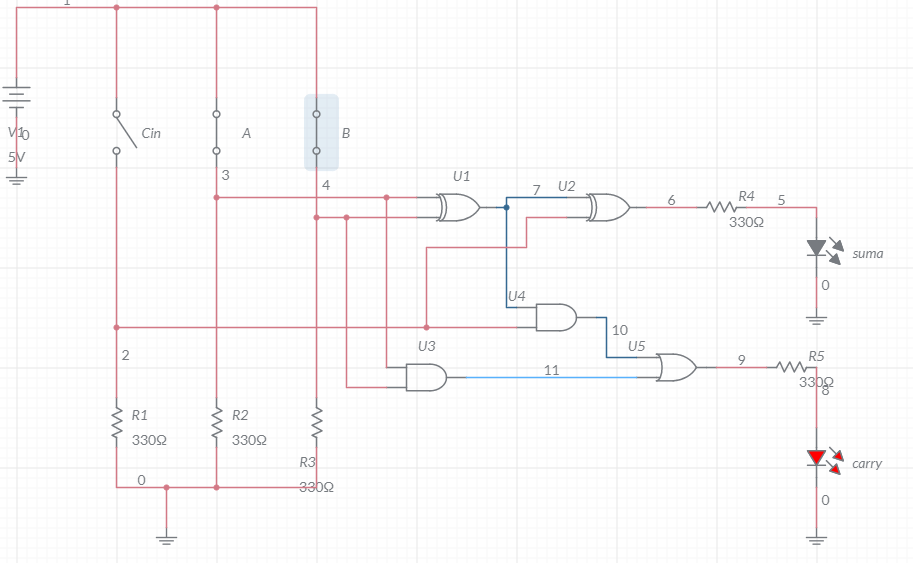 1
V1
0
5V
Cin
A
B
3
4
U1
7
U2
6
R4
330Ω
5
suma
0
U4
10
2
U3
11
U5
9
R5
330Ω
8
R1
330Ω
R2
330Ω
R3
330Ω
0
carry
0